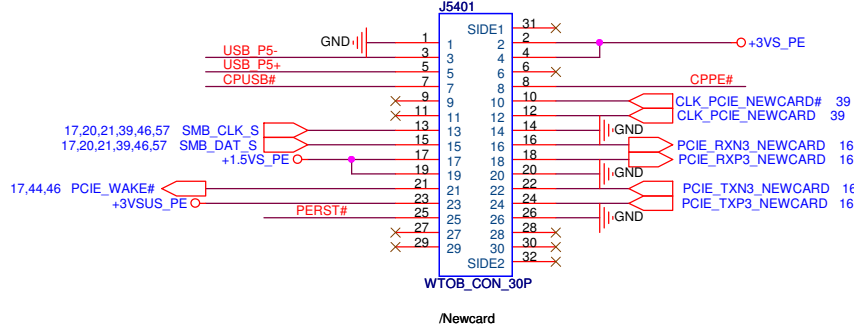 J5401
SIDE1 31
GND 1 1 2 2 +3VS_PE
USB_P5- 3 3 4 4
USB_P5+ 5 5 6 6
CPUSB# 7 7 8 8 CPPE#
9 9 10 10 CLK_PCIE_NEWCARD# 39
11 11 12 12 CLK_PCIE_NEWCARD 39
17,20,21,39,46,57 SMB_CLK_S 13 13 14 14 GND
17,20,21,39,46,57 SMB_DAT_S 15 15 16 16 PCIE_RXN3_NEWCARD 16
+1.5VS_PE 17 17 18 18 PCIE_RXP3_NEWCARD 16
19 19 20 20 GND
17,44,46 PCIE_WAKE# 21 21 22 22 PCIE_TXN3_NEWCARD 16
+3VSUS_PE 23 23 24 24 PCIE_TXP3_NEWCARD 16
PERST# 25 25 26 26 GND
27 27 28 28
29 29 30 30
SIDE2 32
WTOB_CON_30P
/Newcard